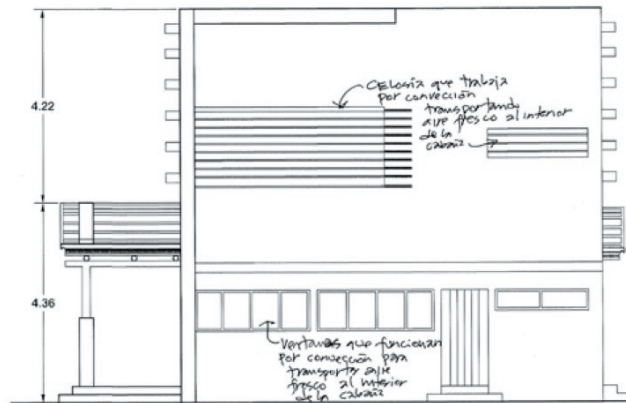 4.22
CELOSÍA que trabaja
por convección
transportando
aire fresco al interior
de la
cabaña
4.36
Ventanas que funcionan
por convección para
transportar aire
fresco al interior
de la cabaña